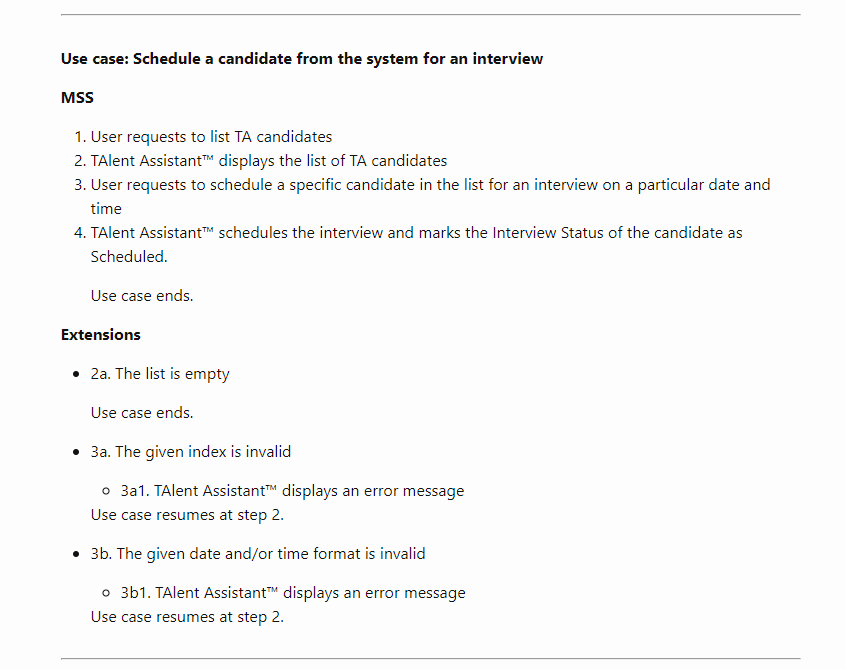 Use case: Schedule a candidate from the system for an interview
MSS
1. User requests to list TA candidates
2. TAlent Assistant™ displays the list of TA candidates
3. User requests to schedule a specific candidate in the list for an interview on a particular date and
time
4. TAlent Assistant™ schedules the interview and marks the Interview Status of the candidate as
Scheduled.
Use case ends.
Extensions
• 2a. The list is empty
Use case ends.
• 3a. The given index is invalid
◦ 3a1. TAlent Assistant™ displays an error message
Use case resumes at step 2.
• 3b. The given date and/or time format is invalid
◦ 3b1. TAlent Assistant™ displays an error message
Use case resumes at step 2.